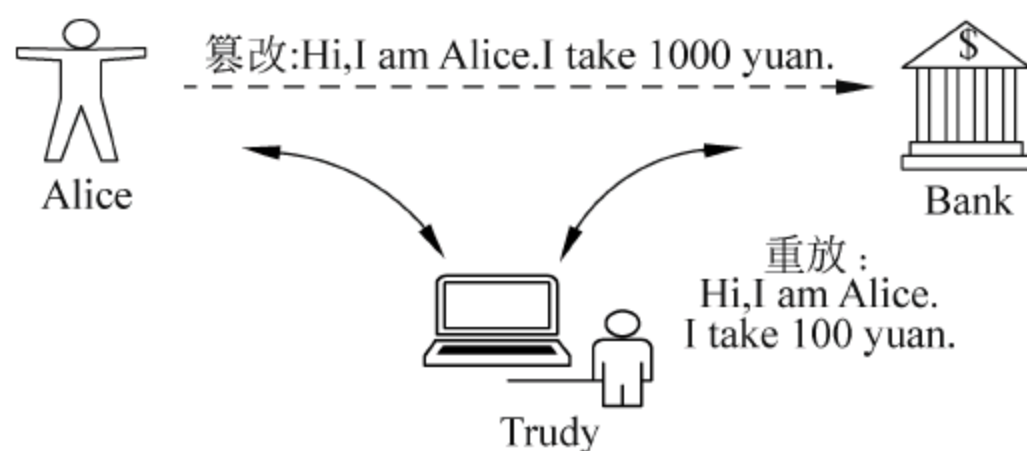 篡改:Hi,I am Alice.I take 1000 yuan.
$
Alice
Bank
重放：
Hi,I am Alice.
I take 100 yuan.
Trudy